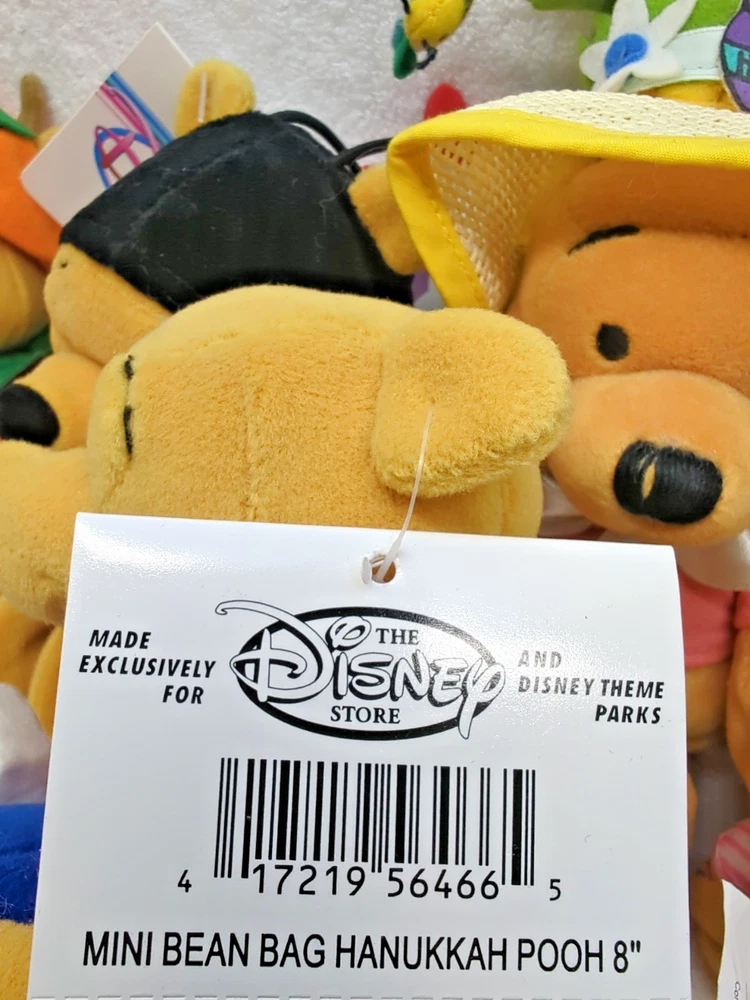 MADE
EXCLUSIVELY
FOR
THE
DISNEY
STORE
AND
DISNEY THEME
PARKS
4 17219 56466 5
MINI BEAN BAG HANUKKAH POOH 8"